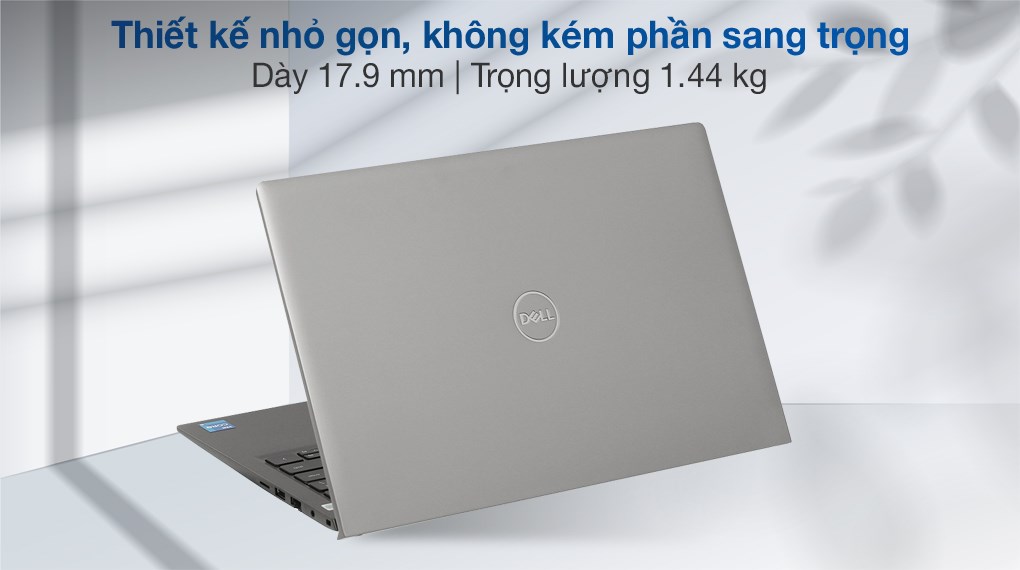 Thiết kế nhỏ gọn, không kém phần sang trọng
Dày 17.9 mm | Trọng lượng 1.44 kg
DELL